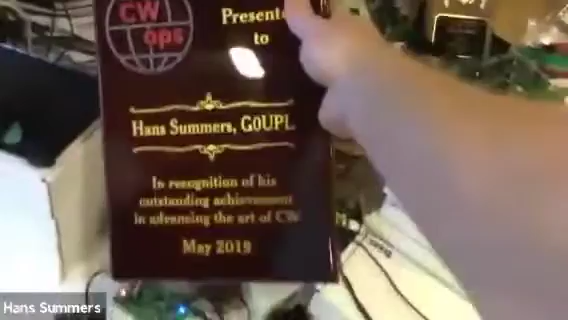 CW
ops
Presente
to
Hans Summers, G0UPL
In recognition of his
outstanding achievement
in advancing the art of CW
May 2019
Hans Summers